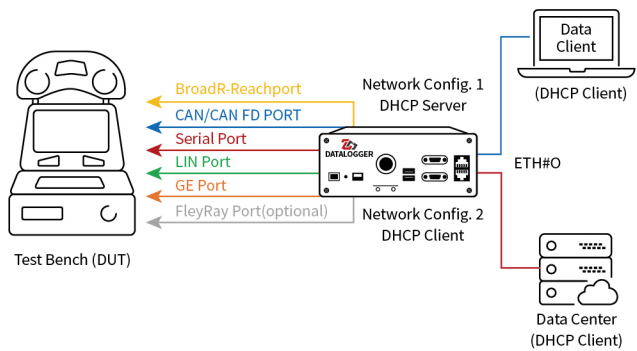 BroadR-Reachport
CAN/CAN FD PORT
Serial Port
LIN Port
GE Port
FleyRay Port(optional)
Test Bench (DUT)
Network Config. 1
DHCP Server
DATALOGGER
Network Config. 2
DHCP Client
Data
Client
(DHCP Client)
ETH#O
Data Center
(DHCP Client)